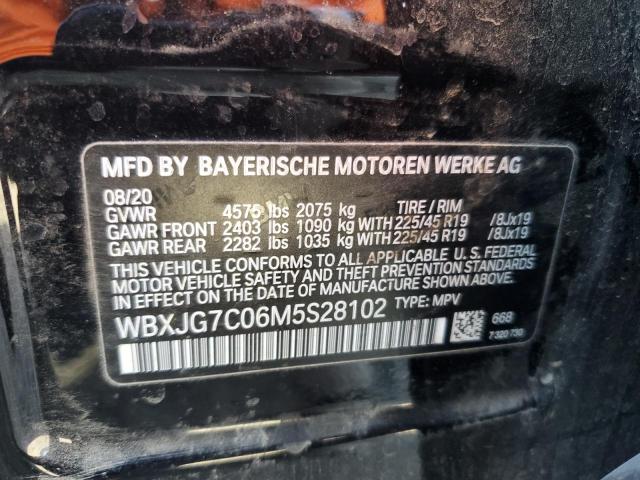 MFD BY BAYERISCHE MOTOREN WERKE AG
08/20
GVWR 4575 lbs 2075 kg TIRE / RIM
GAWR FRONT 2403 lbs 1090 kg WITH 225/45 R19 /8Jx19
GAWR REAR 2282 lbs 1035 kg WITH 225/45 R19 /8Jx19
THIS VEHICLE CONFORMS TO ALL APPLICABLE U. S. FEDERAL
MOTOR VEHICLE SAFETY AND THEFT PREVENTION STANDARDS
IN EFFECT ON THE DATE OF MANUFACTURE SHOWN ABOVE.
WBXJG7C06M5S28102 TYPE: MPV
668
7 320 730